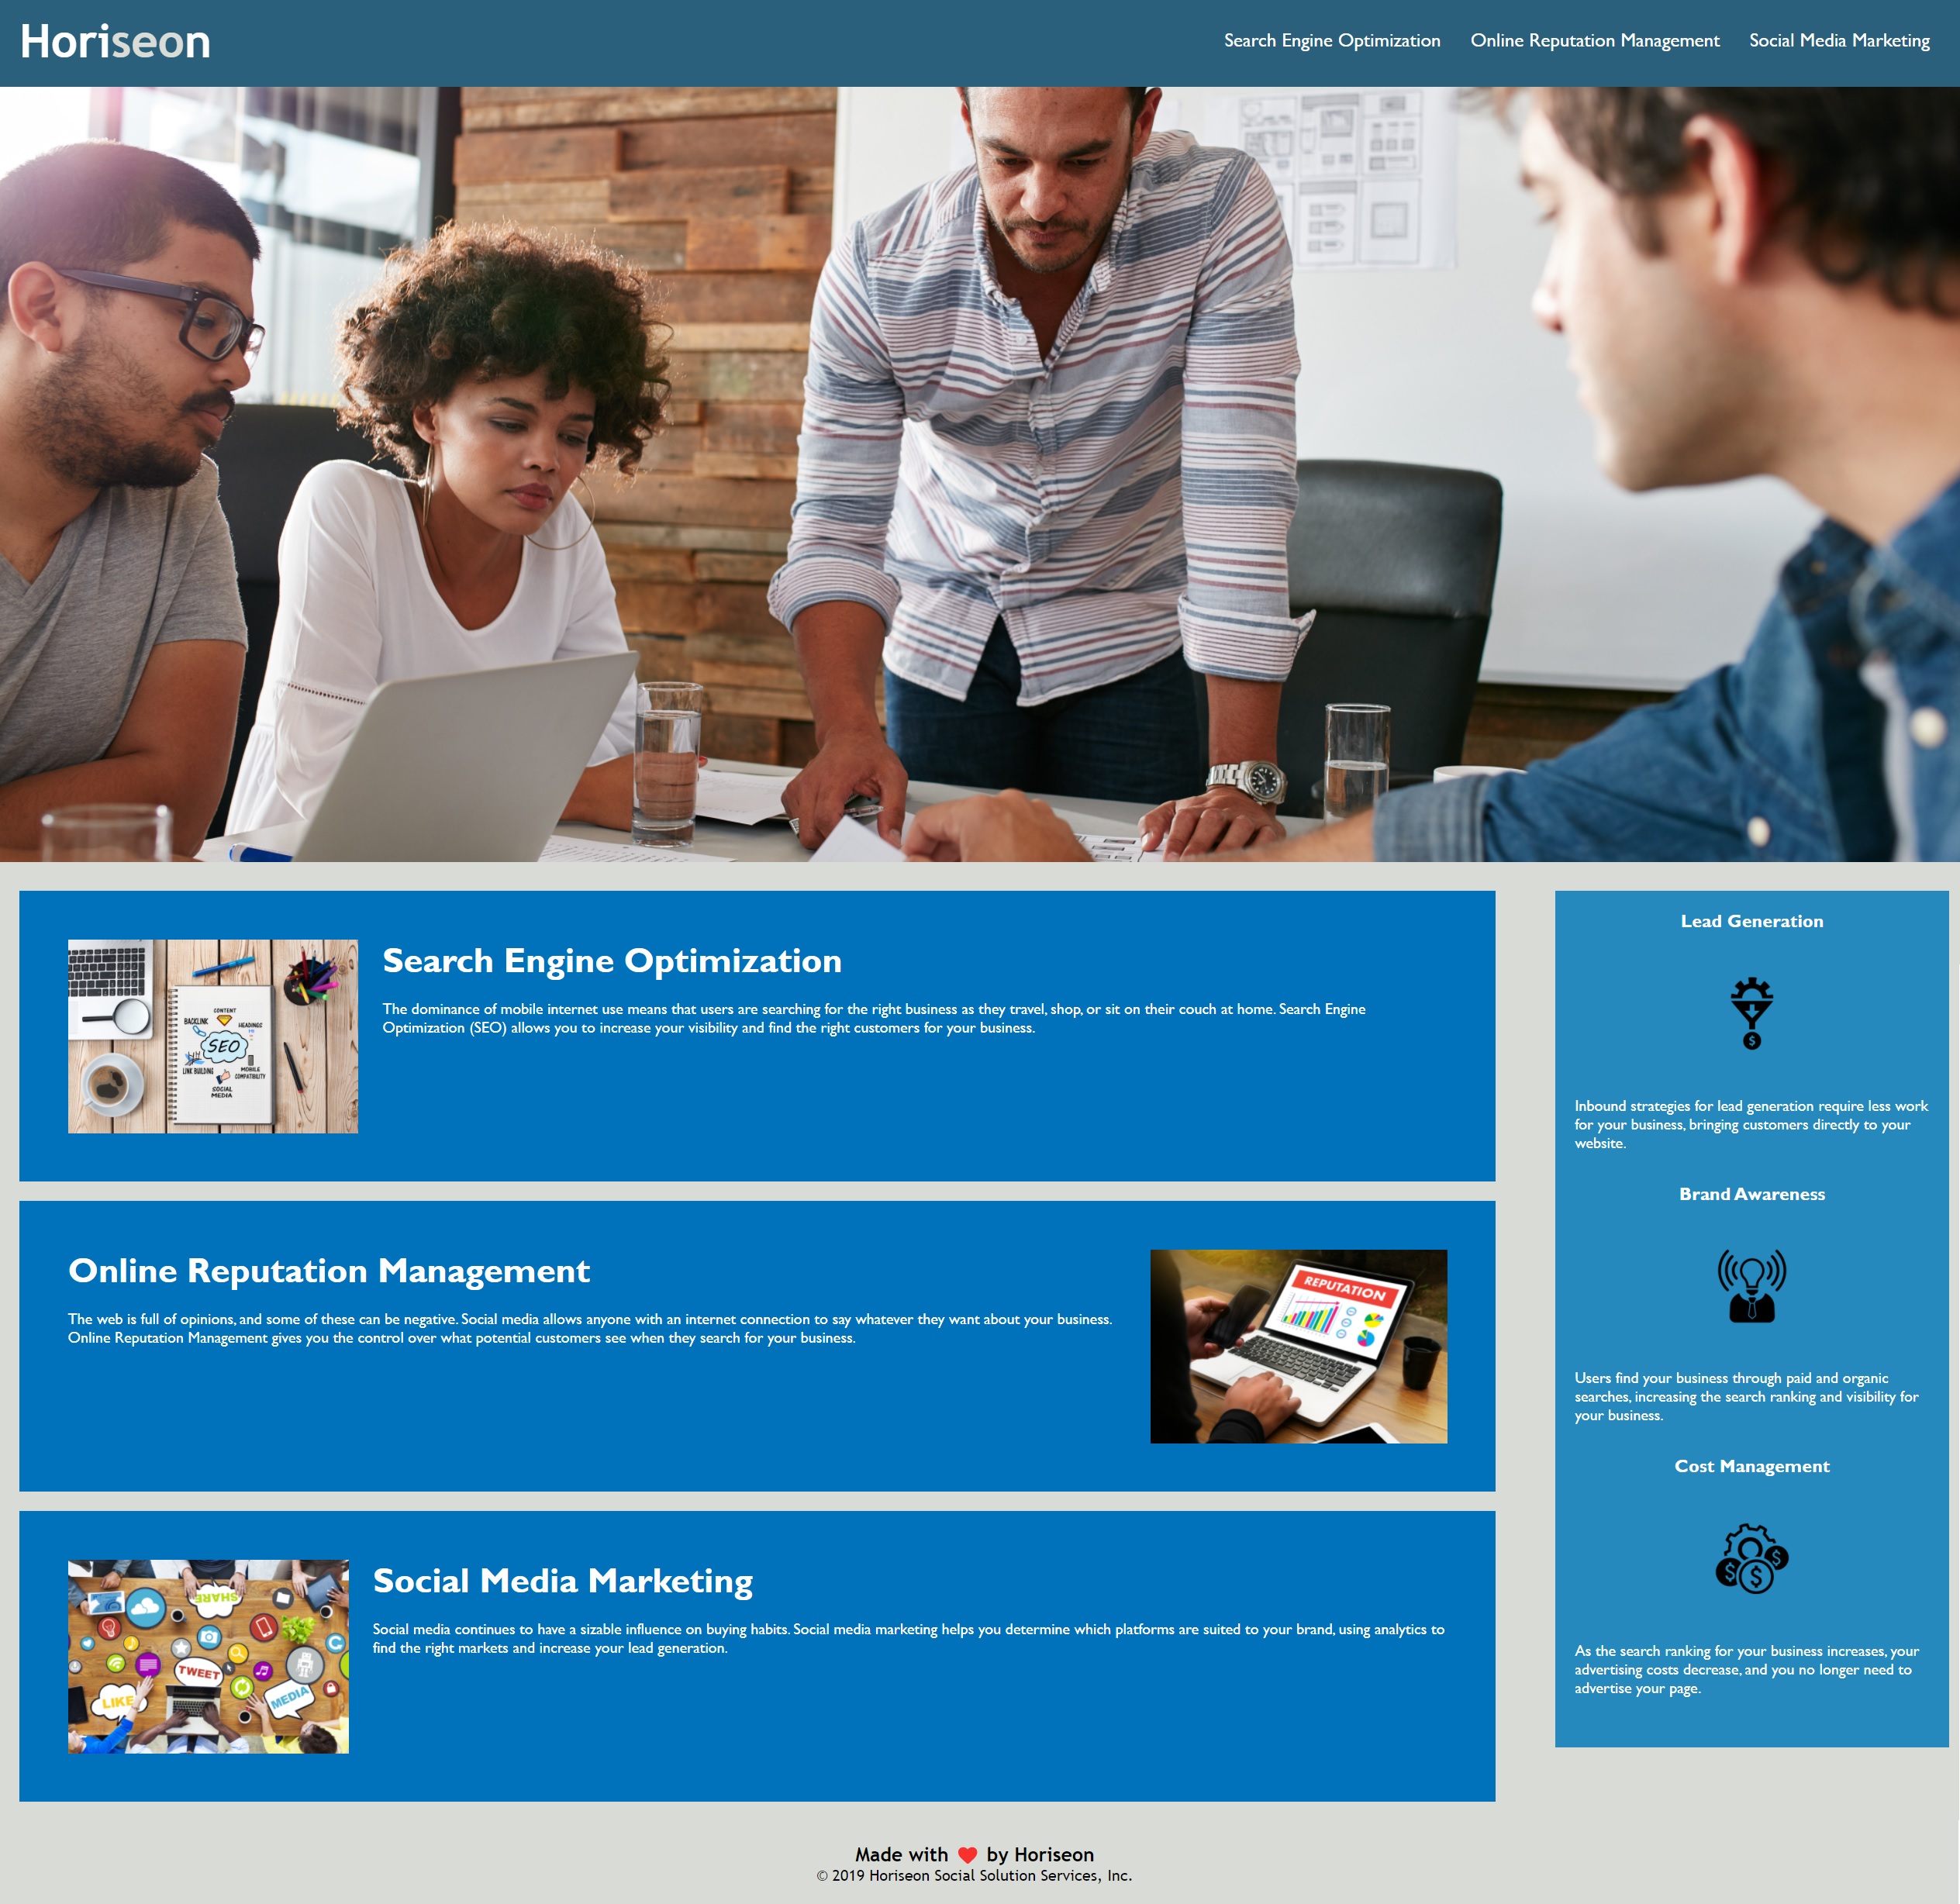 Horiseon
Search Engine Optimization
Online Reputation Management
Social Media Marketing
Search Engine Optimization
The dominance of mobile internet use means that users are searching for the right business as they travel, shop, or sit on their couch at home. Search Engine
Optimization (SEO) allows you to increase your visibility and find the right customers for your business.
CONTENT
BACKLINK
HEADINGS
SEO
LINK BUILDING
MOBILE
COMPATIBILITY
SOCIAL
MEDIA
Online Reputation Management
The web is full of opinions, and some of these can be negative. Social media allows anyone with an internet connection to say whatever they want about your business.
Online Reputation Management gives you the control over what potential customers see when they search for your business.
REPUTATION
Social Media Marketing
Social media continues to have a sizable influence on buying habits. Social media marketing helps you determine which platforms are suited to your brand, using analytics to
find the right markets and increase your lead generation.
SHARE
TWEET
LIKE
MEDIA
Lead Generation
$
Inbound strategies for lead generation require less work
for your business, bringing customers directly to your
website.
Brand Awareness
Users find your business through paid and organic
searches, increasing the search ranking and visibility for
your business.
Cost Management
$ $ $
As the search ranking for your business increases, your
advertising costs decrease, and you no longer need to
advertise your page.
Made with ❤️ by Horiseon
© 2019 Horiseon Social Solution Services, Inc.